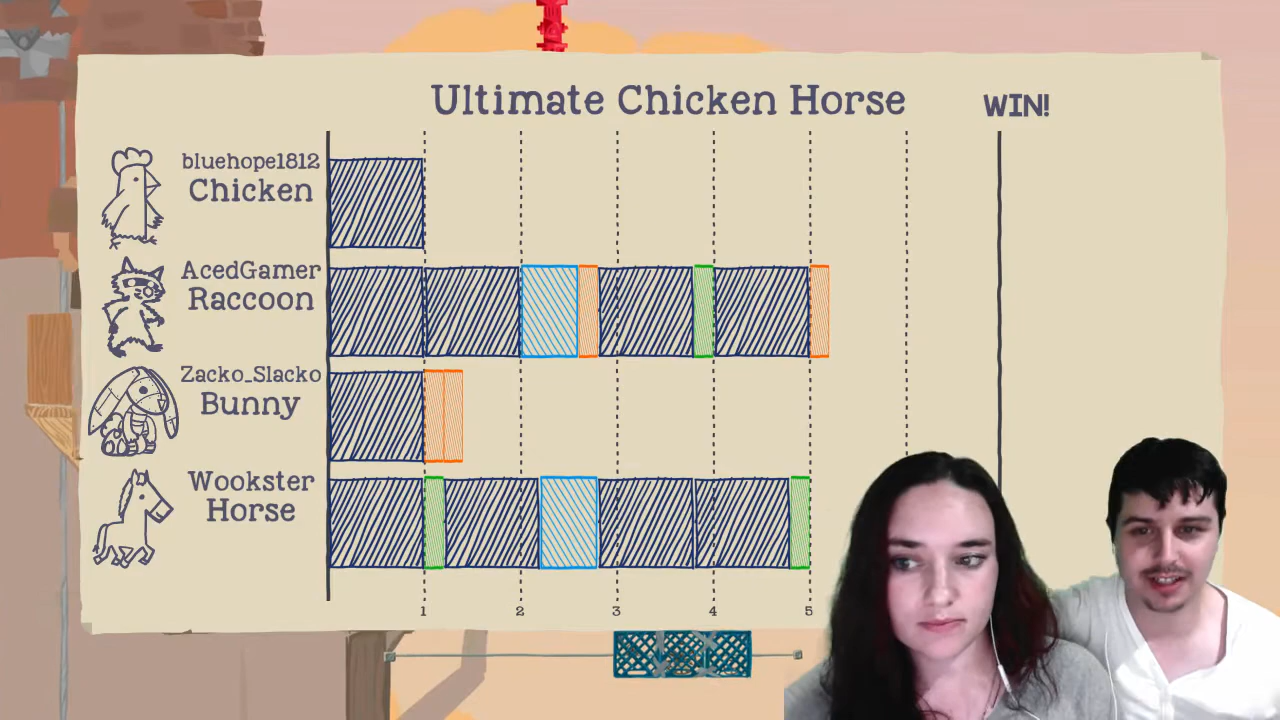 Ultimate Chicken Horse
WIN!
bluehope1812
Chicken
AcedGamer
Raccoon
Zacko_Slacko
Bunny
Wookster
Horse
1 2 3 4 5